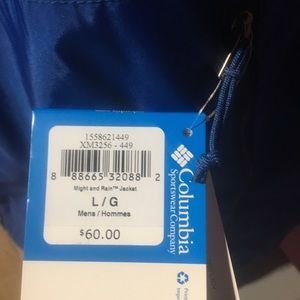 1558621449
XM3256 - 449
8 88665 32088 2
Might and Rain™ Jacket
L / G
Mens / Hommes
$60.00
Columbia
Sportswear Company